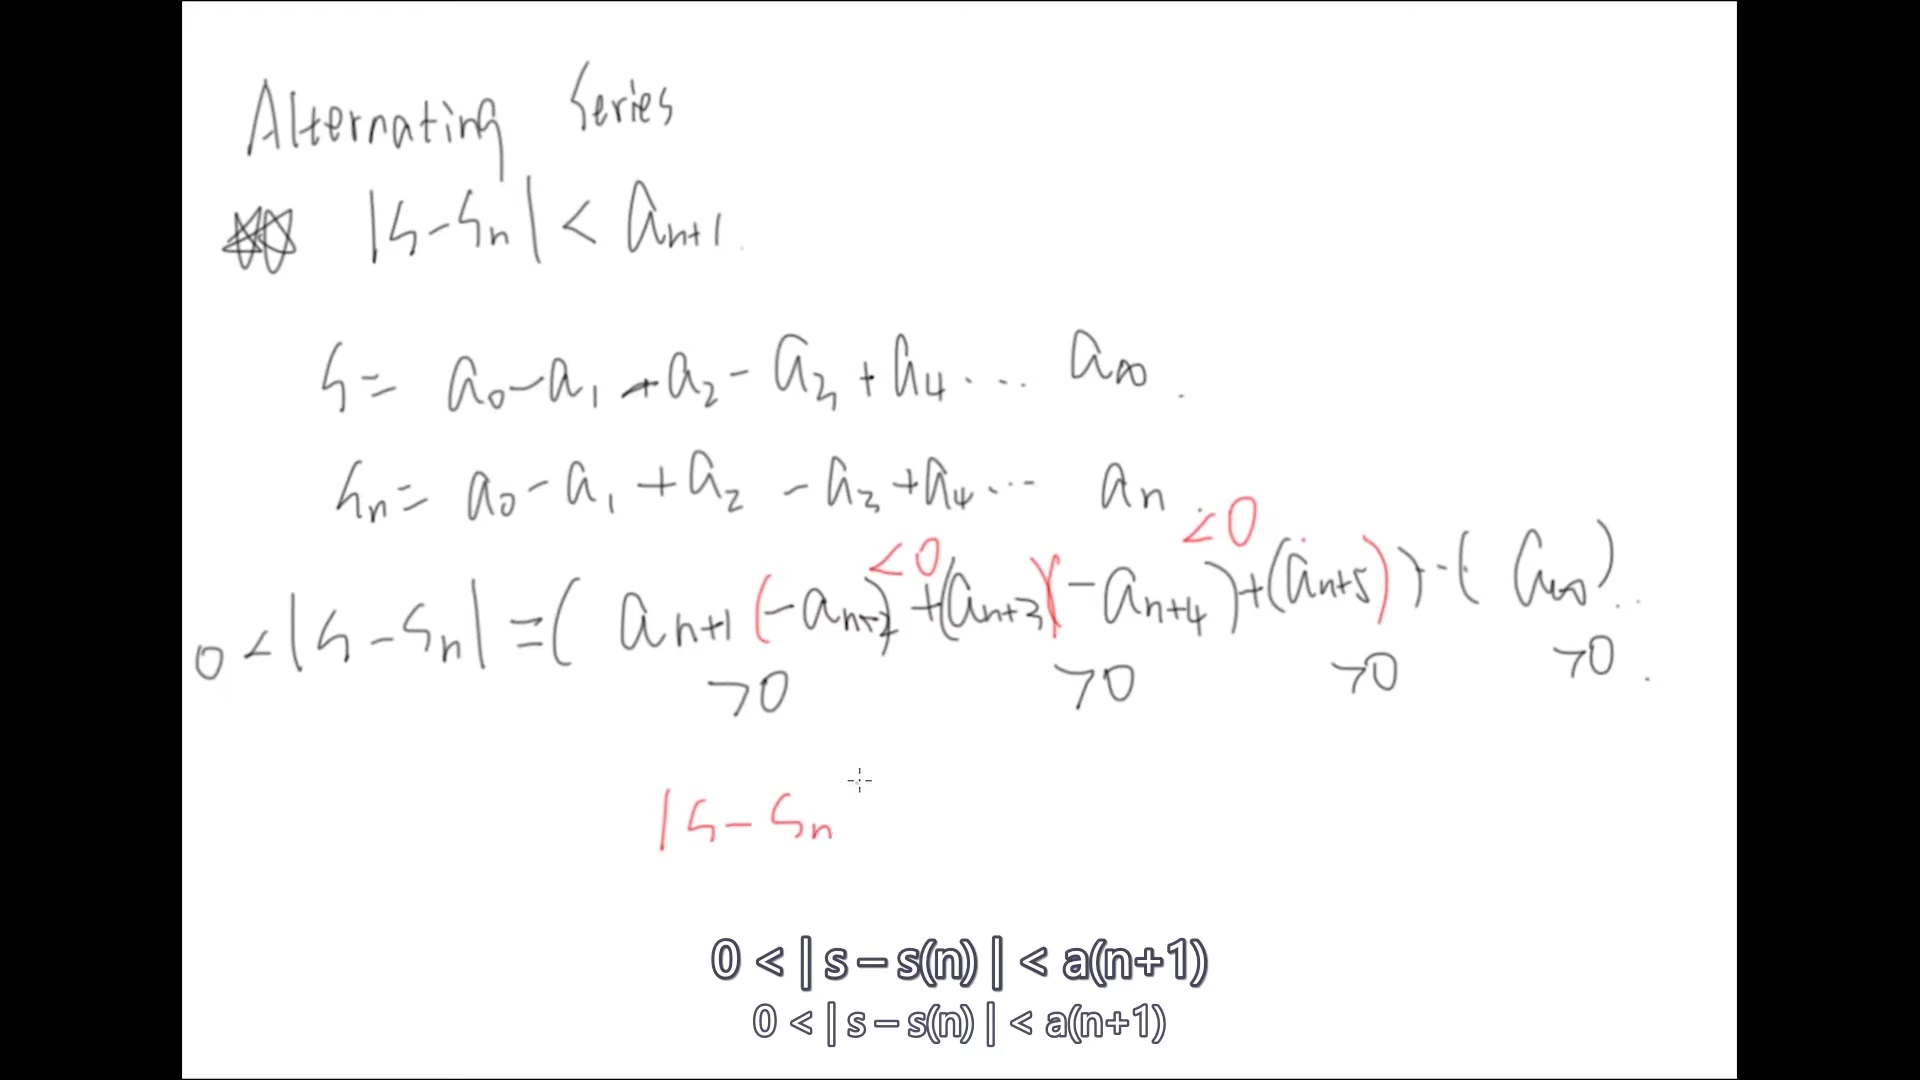 Alternating Series
|S-Sn| < an+1
S = a0 - a1 + a2 - a3 + a4 ... a∞.
Sn = a0 - a1 + a2 - a3 + a4 ... an
<0 <0
0 < |S-Sn| = ( an+1 (-an+2) + (an+3)( - an+4) + (an+5)) - ( a∞)..
>0 >0 >0 >0.
|S-Sn
0 < | s – s(n) | < a(n+1)
0 < | s – s(n) | < a(n+1)